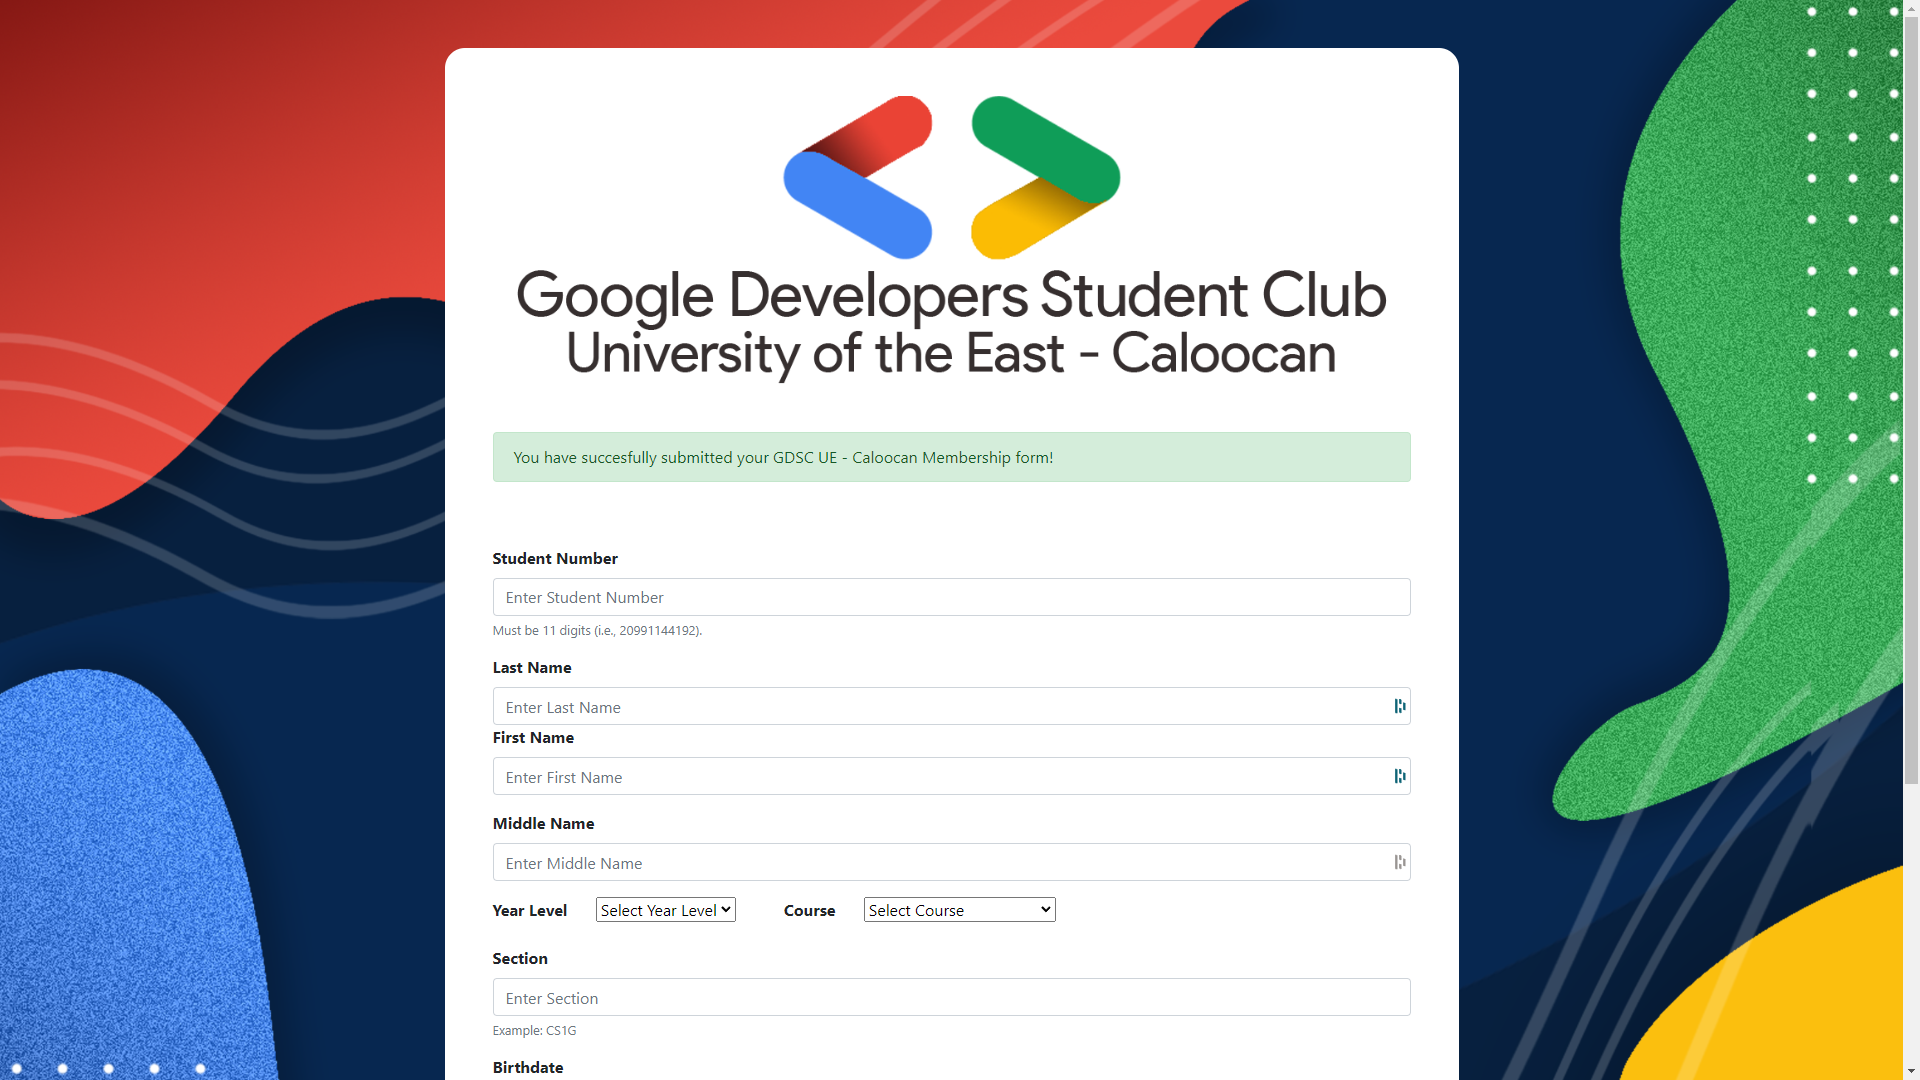 Google Developers Student Club
University of the East - Caloocan
You have succesfully submitted your GDSC UE - Caloocan Membership form!
Student Number
Enter Student Number
Must be 11 digits (i.e., 20991144192).
Last Name
Enter Last Name
First Name
Enter First Name
Middle Name
Enter Middle Name
Year Level Select Year Level Course Select Course
Section
Enter Section
Example: CS1G
Birthdate